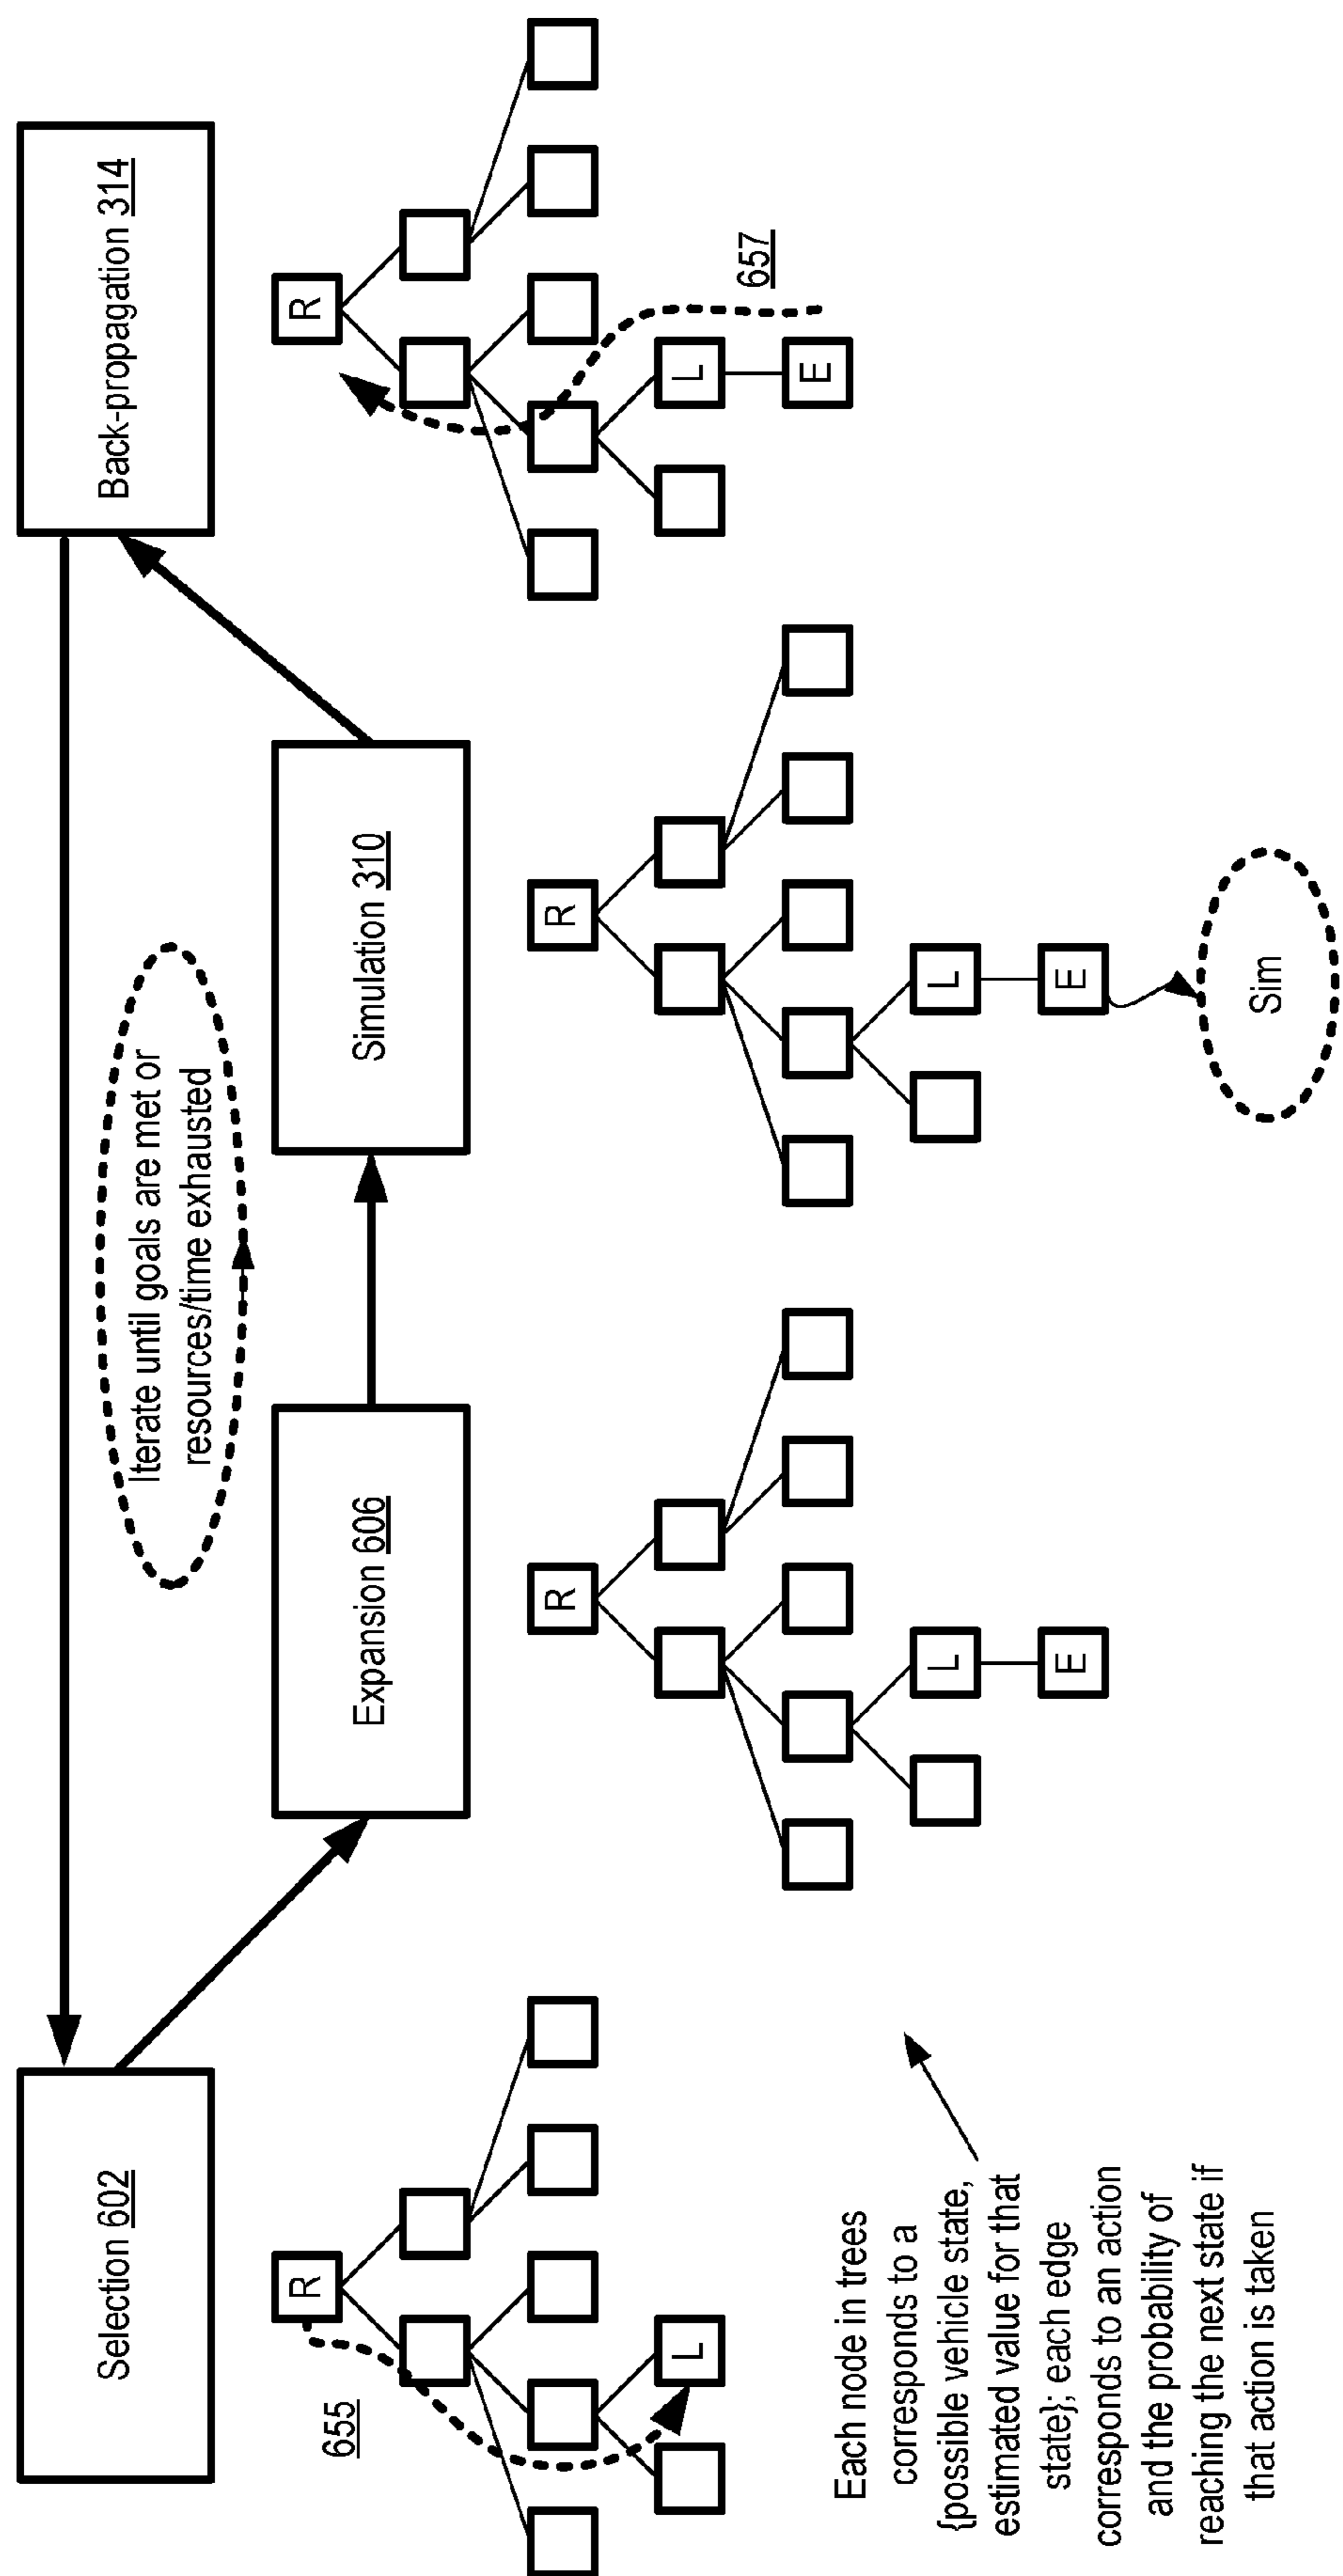 Selection 602
Back-propagation 314
Iterate until goals are met or
resources/time exhausted
Expansion 606
Simulation 310
R
655
L
R
L
E
R
L
E
Sim
R
657
L
E
Each node in trees
corresponds to a
{possible vehicle state,
estimated value for that
state}; each edge
corresponds to an action
and the probability of
reaching the next state if
that action is taken